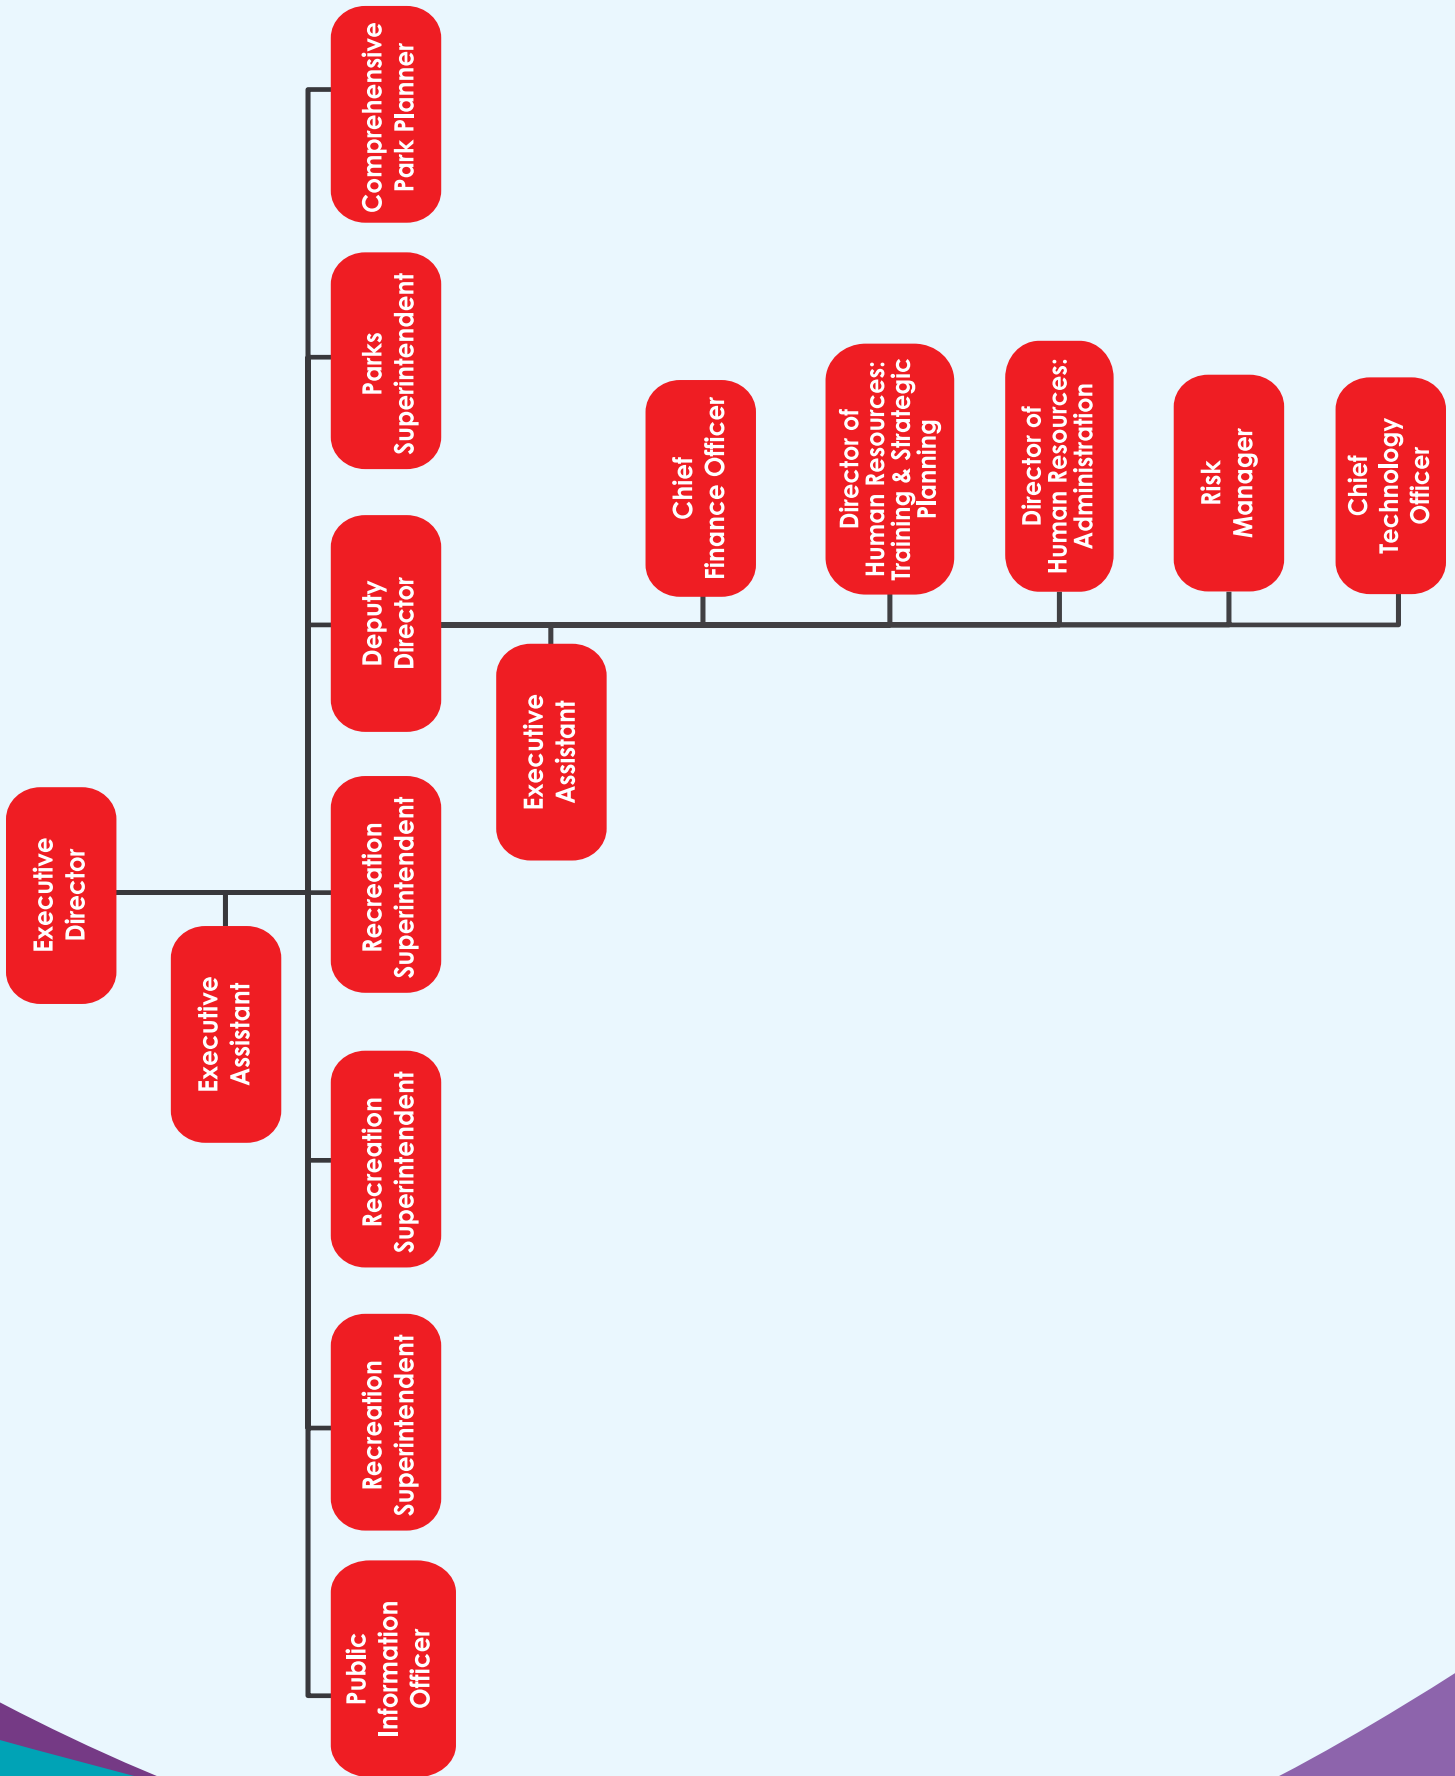 Executive
Director
Executive
Assistant
Public
Information
Officer
Recreation
Superintendent
Recreation
Superintendent
Recreation
Superintendent
Deputy
Director
Parks
Superintendent
Comprehensive
Park Planner
Executive
Assistant
Chief
Finance Officer
Director of
Human Resources:
Training & Strategic
Planning
Director of
Human Resources:
Administration
Risk
Manager
Chief
Technology
Officer